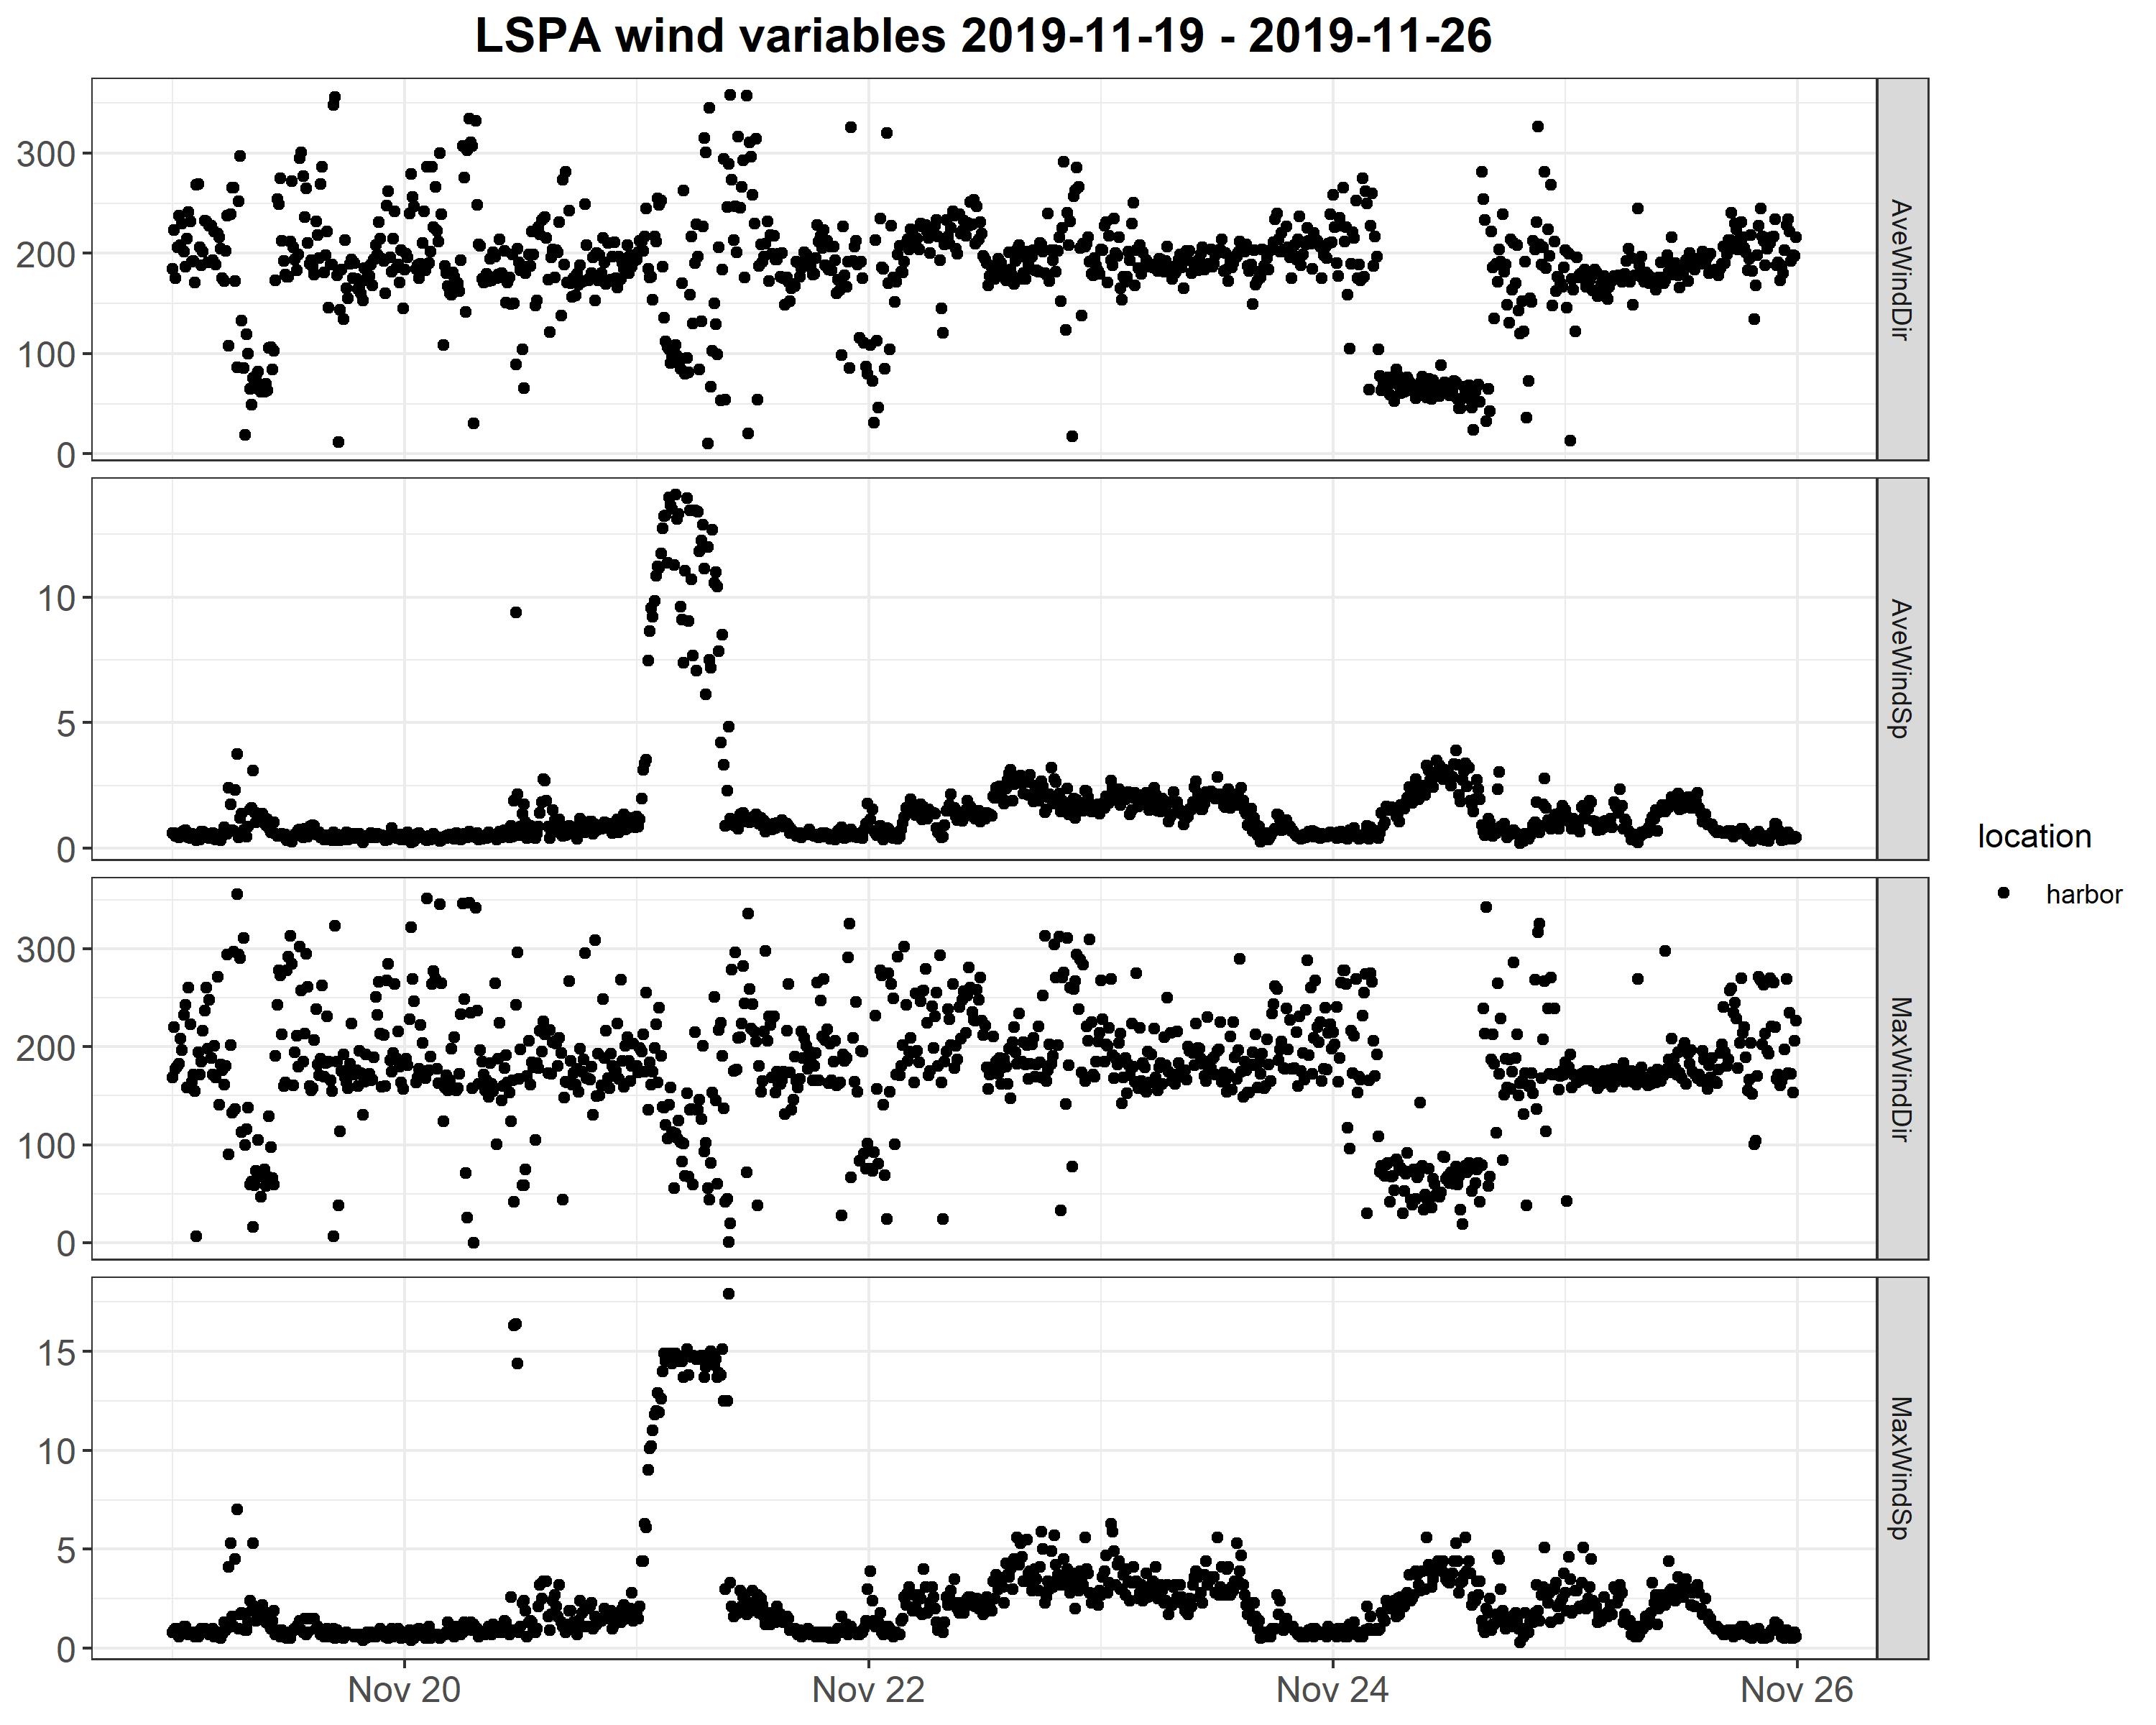 LSPA wind variables 2019-11-19 - 2019-11-26
300
200
100
0
AveWindDir
10
5
0
AveWindSp
location
harbor
300
200
100
0
MaxWindDir
15
10
5
0
MaxWindSp
Nov 20 Nov 22 Nov 24 Nov 26